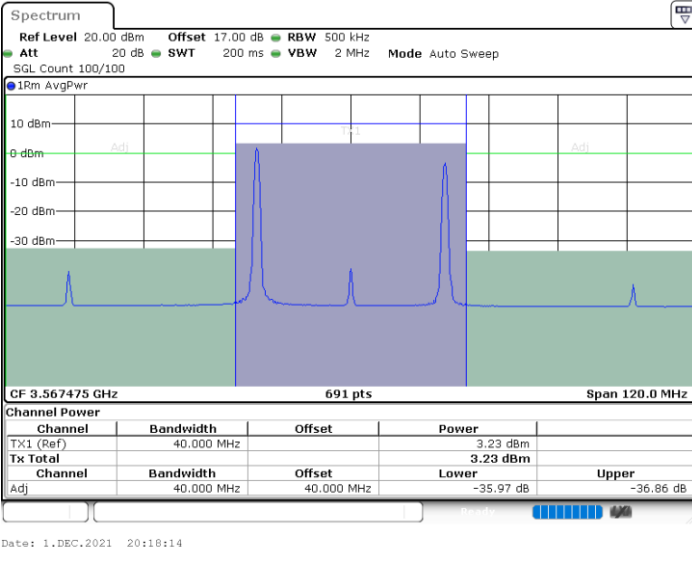 Spectrum
Ref Level 20.00 dBm Offset 17.00 dB RBW 500 kHz
Att 20 dB SWT 200 ms VBW 2 MHz Mode Auto Sweep
SGL Count 100/100
1Rm AvgPwr
10 dBm
TX1
Adj Adj
0 dBm
-10 dBm
-20 dBm
-30 dBm
CF 3.567475 GHz 691 pts Span 120.0 MHz
Channel Power
Channel Bandwidth Offset Power
TX1 (Ref) 40.000 MHz 3.23 dBm
Tx Total 3.23 dBm
Channel Bandwidth Offset Lower Upper
Adj 40.000 MHz 40.000 MHz -35.97 dB -36.86 dB
Ready
Date: 1.DEC.2021 20:18:14